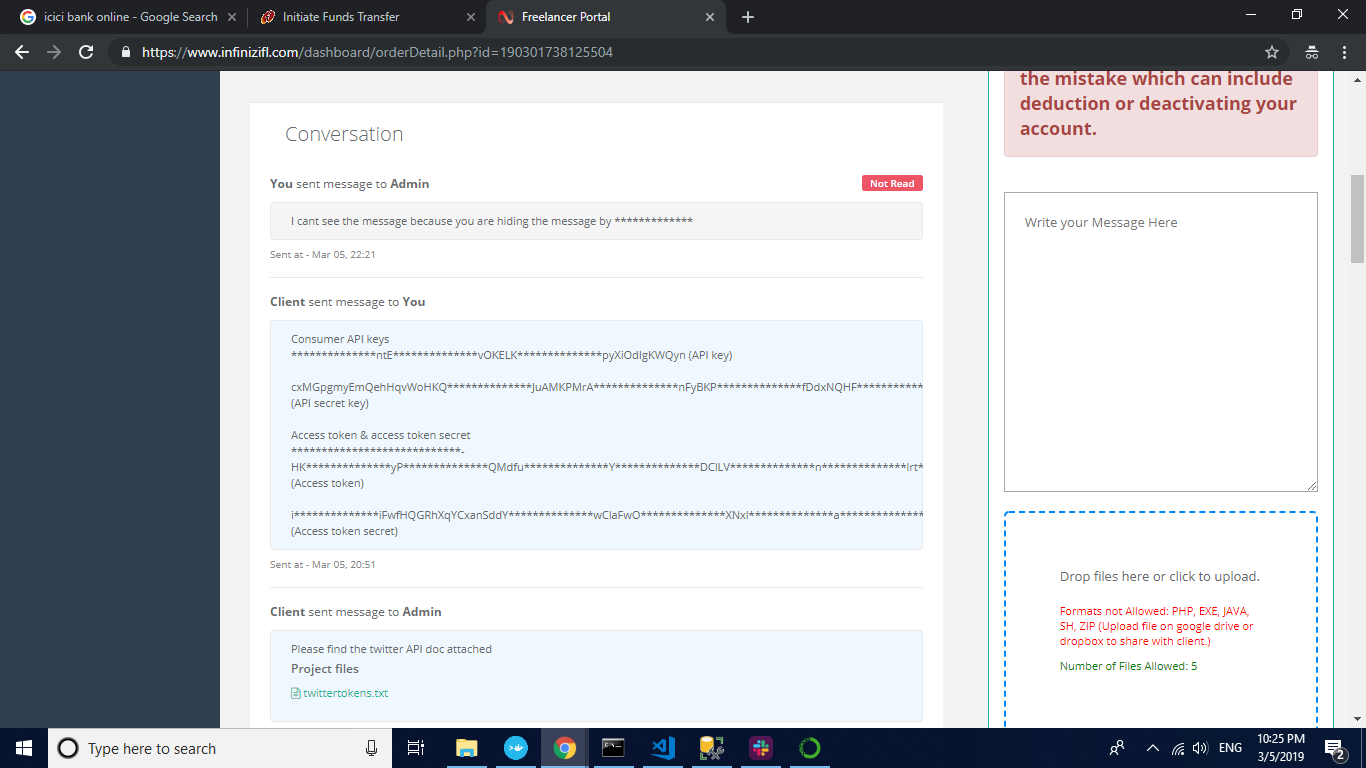 icici bank online - Google Search
Initiate Funds Transfer
Freelancer Portal
https://www.infinizifl.com/dashboard/orderDetail.php?id=190301738125504
Conversation
You sent message to Admin
Not Read
I cant see the message because you are hiding the message by *************
Sent at - Mar 05, 22:21
Client sent message to You
Consumer API keys
**************ntE**************vOKELK**************pyXiOdIgKWQyn (API key)
cxMGpgmyEmQehHqvWoHKQ**************JuAMKPMrA**************nFyBKP**************fDdxNQHF***********
(API secret key)
Access token & access token secret
****************************-
HK**************yP**************QMdfu**************Y**************DCILV**************n**************Irt*
(Access token)
i**************iFwfHQGRhXqYCxanSddY**************wCIaFwO**************XNxI**************a**************
(Access token secret)
Sent at - Mar 05, 20:51
Client sent message to Admin
Please find the twitter API doc attached
Project files
twittertokens.txt
the mistake which can include
deduction or deactivating your
account.
Write your Message Here
Drop files here or click to upload.
Formats not Allowed: PHP, EXE, JAVA,
SH, ZIP (Upload file on google drive or
dropbox to share with client.)
Number of Files Allowed: 5
Type here to search
ENG
10:25 PM
3/5/2019
2